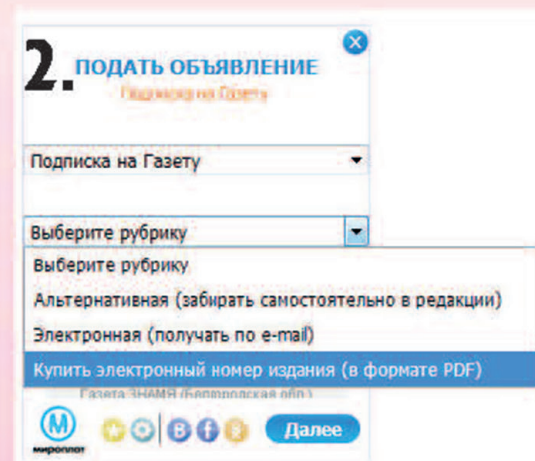 2. ПОДАТЬ ОБЪЯВЛЕНИЕ
Подписка на Газету
Подписка на Газету
Выберите рубрику
Выберите рубрику
Альтернативная (забирать самостоятельно в редакции)
Электронная (получать по e-mail)
Купить электронный номер издания (в формате PDF)
Газета ЗНАМЯ (Белгородская обл.)
мироплот
Далее